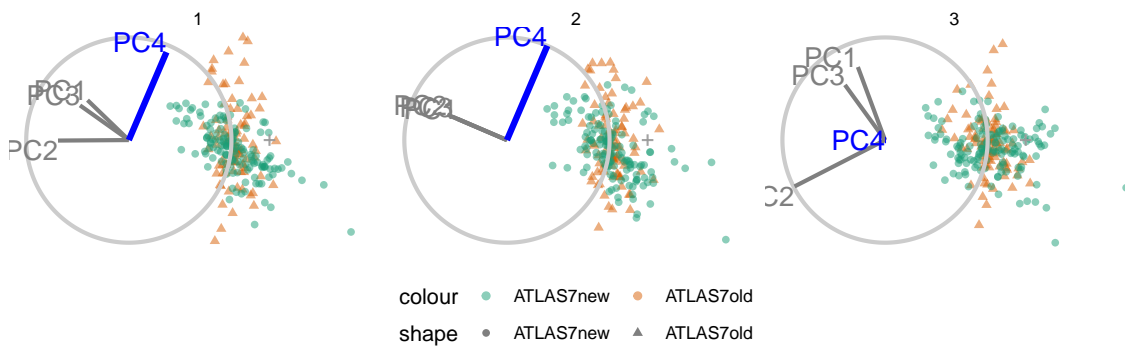 1
2
3
PC4
PC1
PC3
PC2
PC4
PC1
PC3
PC4
colour
ATLAS7new
ATLAS7old
shape
ATLAS7new
ATLAS7old